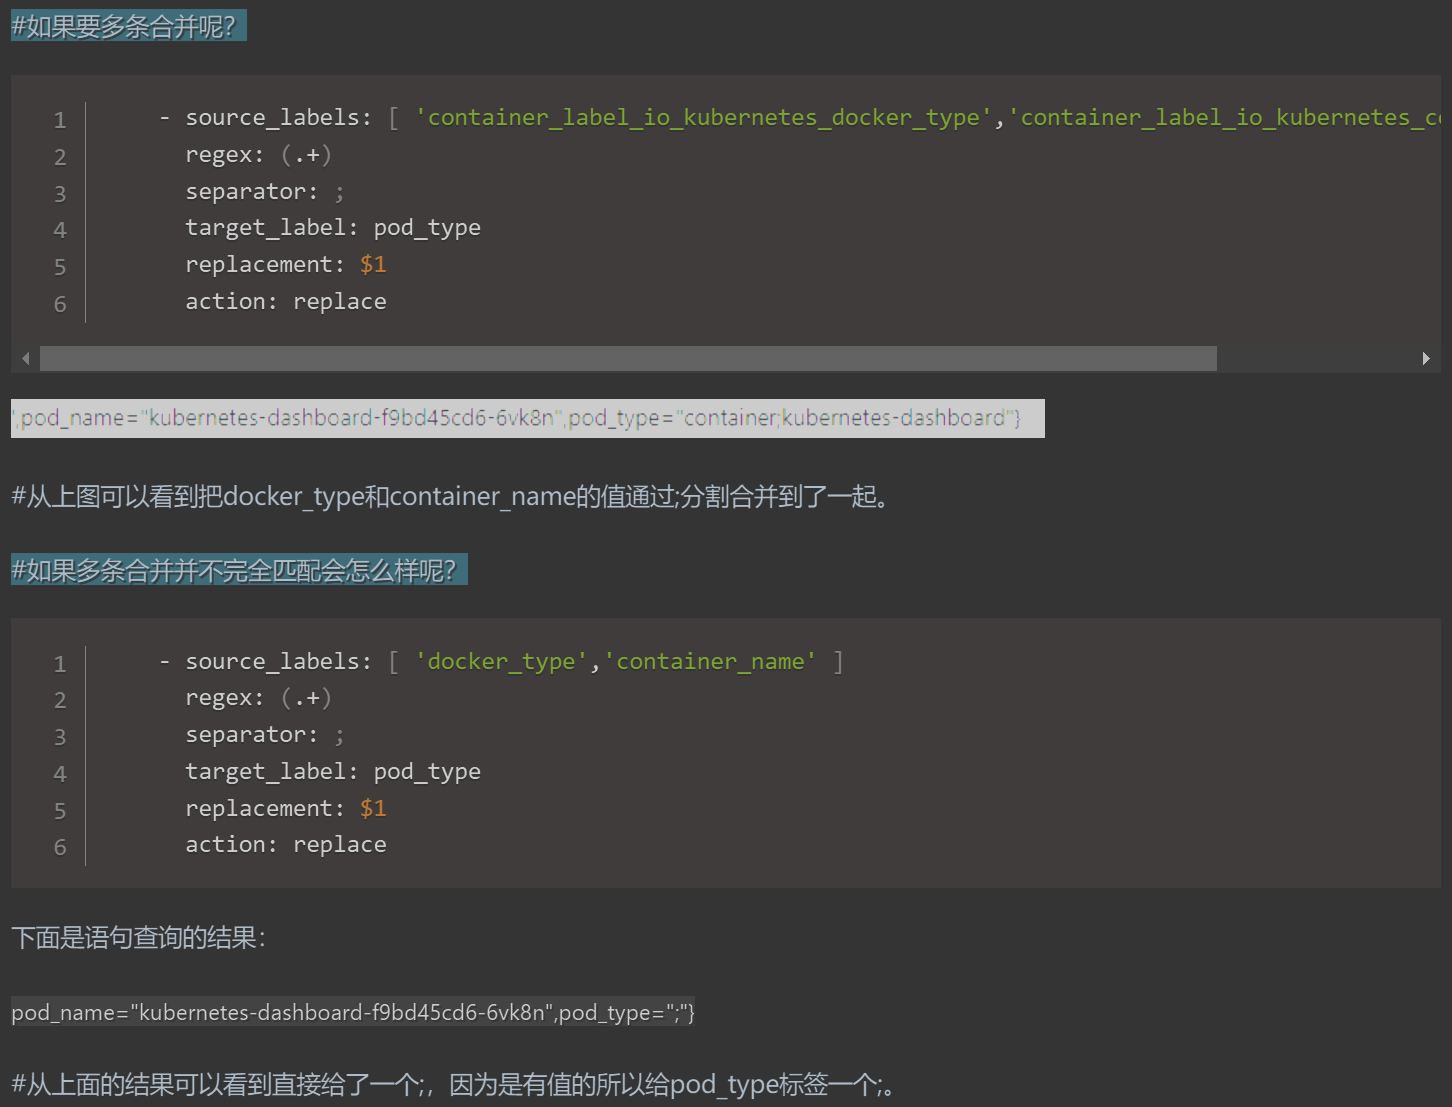 #如果要多条合并呢?
1 - source_labels: [ 'container_label_io_kubernetes_docker_type','container_label_io_kubernetes_c
2 regex: (.+)
3 separator: ;
4 target_label: pod_type
5 replacement: $1
6 action: replace
',pod_name="kubernetes-dashboard-f9bd45cd6-6vk8n",pod_type="container;kubernetes-dashboard"}
#从上图可以看到把docker_type和container_name的值通过;分割合并到了一起。
#如果多条合并并不完全匹配会怎么样呢?
1 - source_labels: [ 'docker_type','container_name' ]
2 regex: (.+)
3 separator: ;
4 target_label: pod_type
5 replacement: $1
6 action: replace
下面是语句查询的结果：
pod_name="kubernetes-dashboard-f9bd45cd6-6vk8n",pod_type=";"}
#从上面的结果可以看到直接给了一个;，因为是有值的所以给pod_type标签一个;。